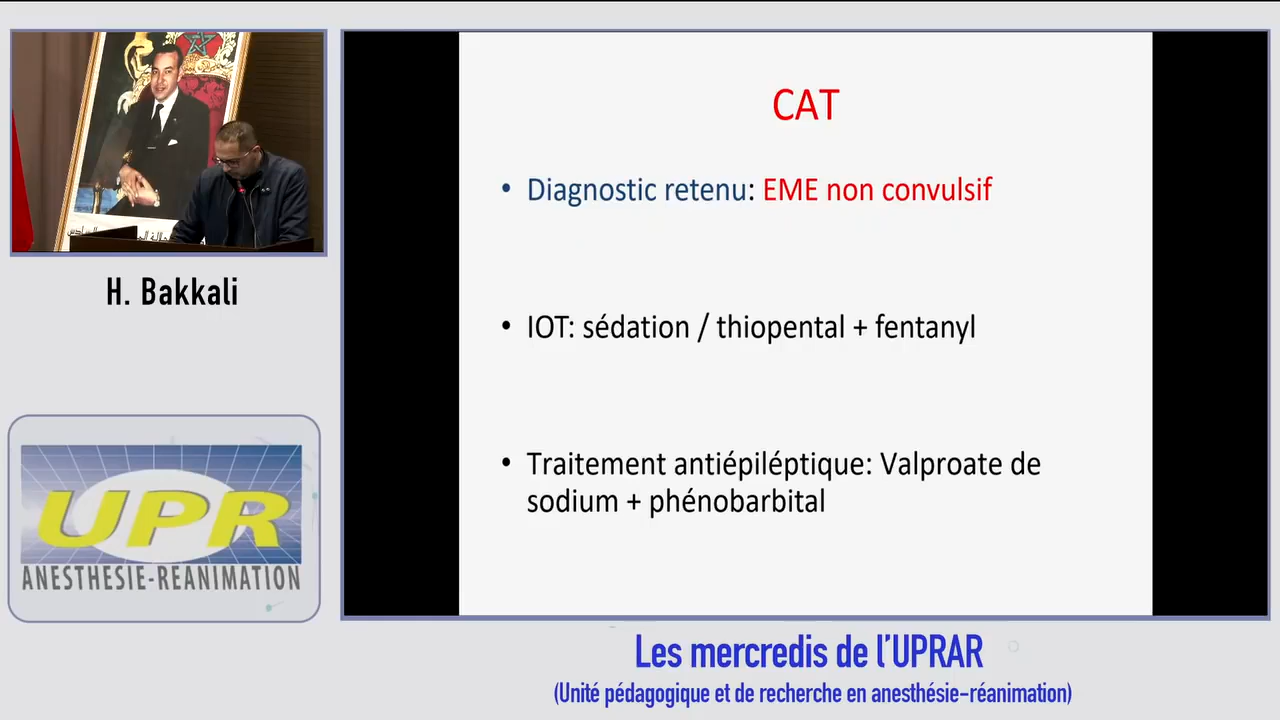 CAT
• Diagnostic retenu: EME non convulsif
• IOT: sédation / thiopental + fentanyl
• Traitement antiépiléptique: Valproate de
sodium + phénobarbital
H. Bakkali
UPR
ANESTHESIE-REANIMATION
Les mercredis de l'UPRAR
(Unité pédagogique et de recherche en anesthésie-réanimation)